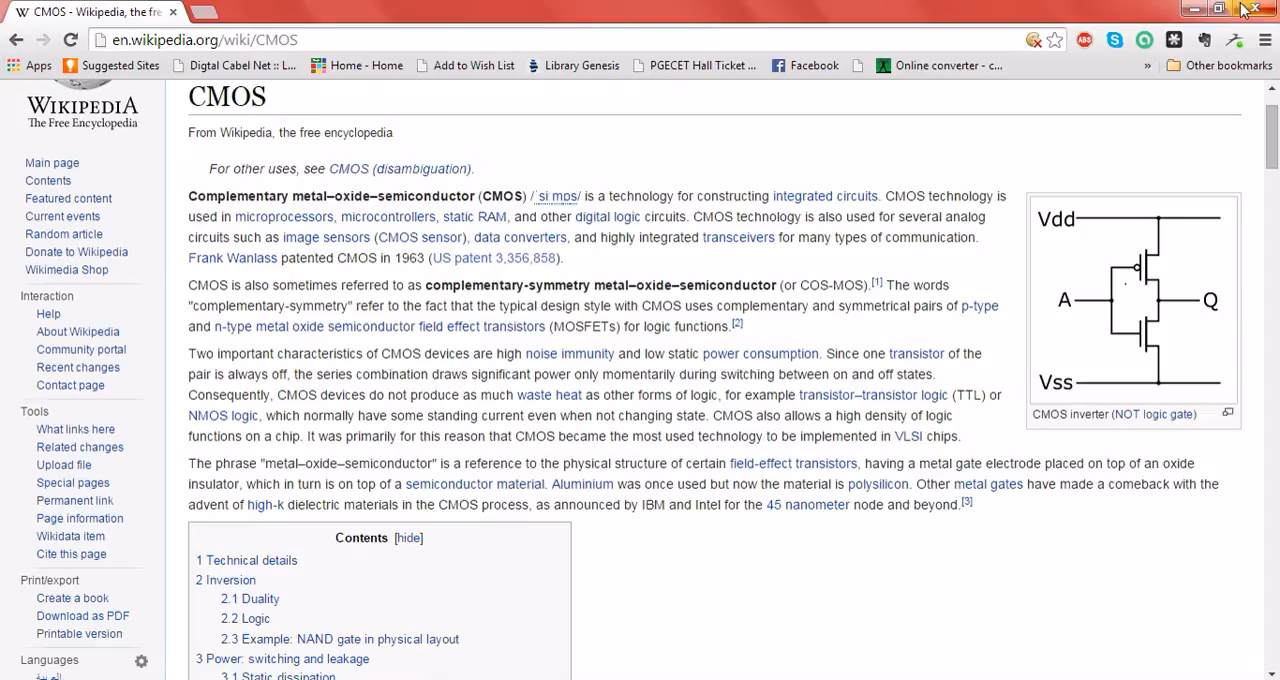 CMOS - Wikipedia, the fre
en.wikipedia.org/wiki/CMOS
ABS
Apps Suggested Sites Digtal Cabel Net :: L... Home - Home Add to Wish List Library Genesis PGECET Hall Ticket ... Facebook Online converter - c... » Other bookmarks
WIKIPEDIA
The Free Encyclopedia
Main page
Contents
Featured content
Current events
Random article
Donate to Wikipedia
Wikimedia Shop
Interaction
Help
About Wikipedia
Community portal
Recent changes
Contact page
Tools
What links here
Related changes
Upload file
Special pages
Permanent link
Page information
Wikidata item
Cite this page
Print/export
Create a book
Download as PDF
Printable version
Languages
CMOS
From Wikipedia, the free encyclopedia
For other uses, see CMOS (disambiguation).
Complementary metal–oxide–semiconductor (CMOS) /ˈsiːmɒs/ is a technology for constructing integrated circuits. CMOS technology is
used in microprocessors, microcontrollers, static RAM, and other digital logic circuits. CMOS technology is also used for several analog
circuits such as image sensors (CMOS sensor), data converters, and highly integrated transceivers for many types of communication.
Frank Wanlass patented CMOS in 1963 (US patent 3,356,858).
CMOS is also sometimes referred to as complementary-symmetry metal–oxide–semiconductor (or COS-MOS).[1] The words
"complementary-symmetry" refer to the fact that the typical design style with CMOS uses complementary and symmetrical pairs of p-type
and n-type metal oxide semiconductor field effect transistors (MOSFETs) for logic functions.[2]
Two important characteristics of CMOS devices are high noise immunity and low static power consumption. Since one transistor of the
pair is always off, the series combination draws significant power only momentarily during switching between on and off states.
Consequently, CMOS devices do not produce as much waste heat as other forms of logic, for example transistor–transistor logic (TTL) or
NMOS logic, which normally have some standing current even when not changing state. CMOS also allows a high density of logic
functions on a chip. It was primarily for this reason that CMOS became the most used technology to be implemented in VLSI chips.
The phrase "metal–oxide–semiconductor" is a reference to the physical structure of certain field-effect transistors, having a metal gate electrode placed on top of an oxide
insulator, which in turn is on top of a semiconductor material. Aluminium was once used but now the material is polysilicon. Other metal gates have made a comeback with the
advent of high-k dielectric materials in the CMOS process, as announced by IBM and Intel for the 45 nanometer node and beyond.[3]
Contents [hide]
1 Technical details
2 Inversion
2.1 Duality
2.2 Logic
2.3 Example: NAND gate in physical layout
3 Power: switching and leakage
3.1 Static dissipation
Vdd
A
Q
Vss
CMOS inverter (NOT logic gate)